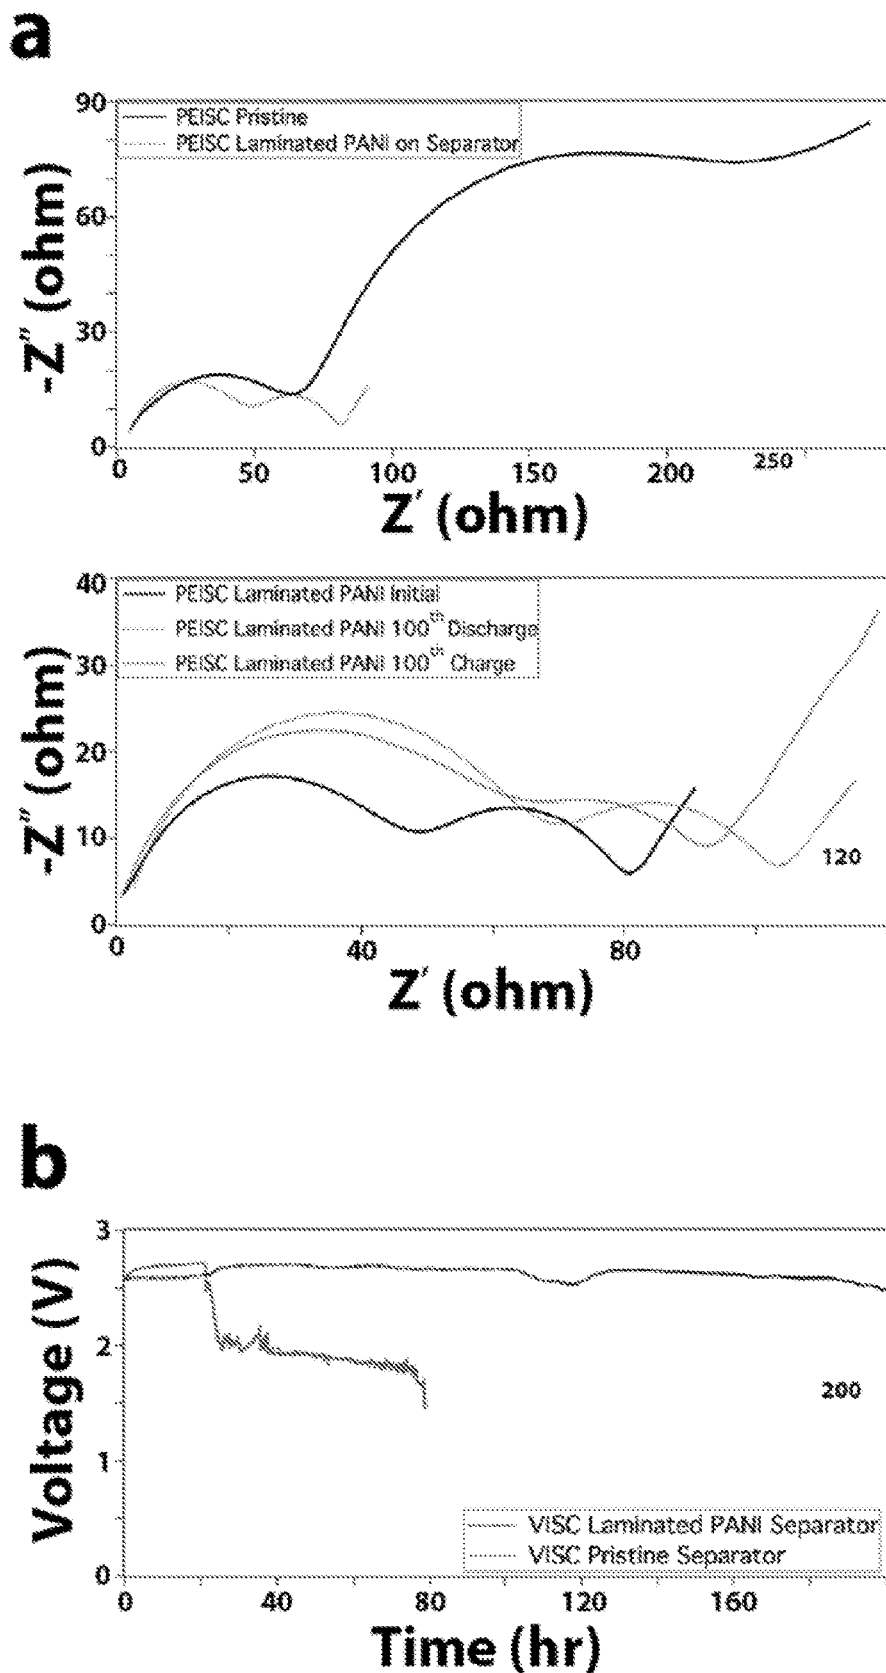 a
90
60
30
0
-Z″ (ohm)
PEISC Pristine
PEISC Laminated PANI on Separator
0 50 100 150 200 250
Z′ (ohm)
40
30
20
10
0
-Z″ (ohm)
PEISC Laminated PANI Initial
PEISC Laminated PANI 100th Discharge
PEISC Laminated PANI 100th Charge
120
0 40 80
Z′ (ohm)
b
3
2
1
0
Voltage (V)
200
VISC Laminated PANI Separator
VISC Pristine Separator
0 40 80 120 160
Time (hr)